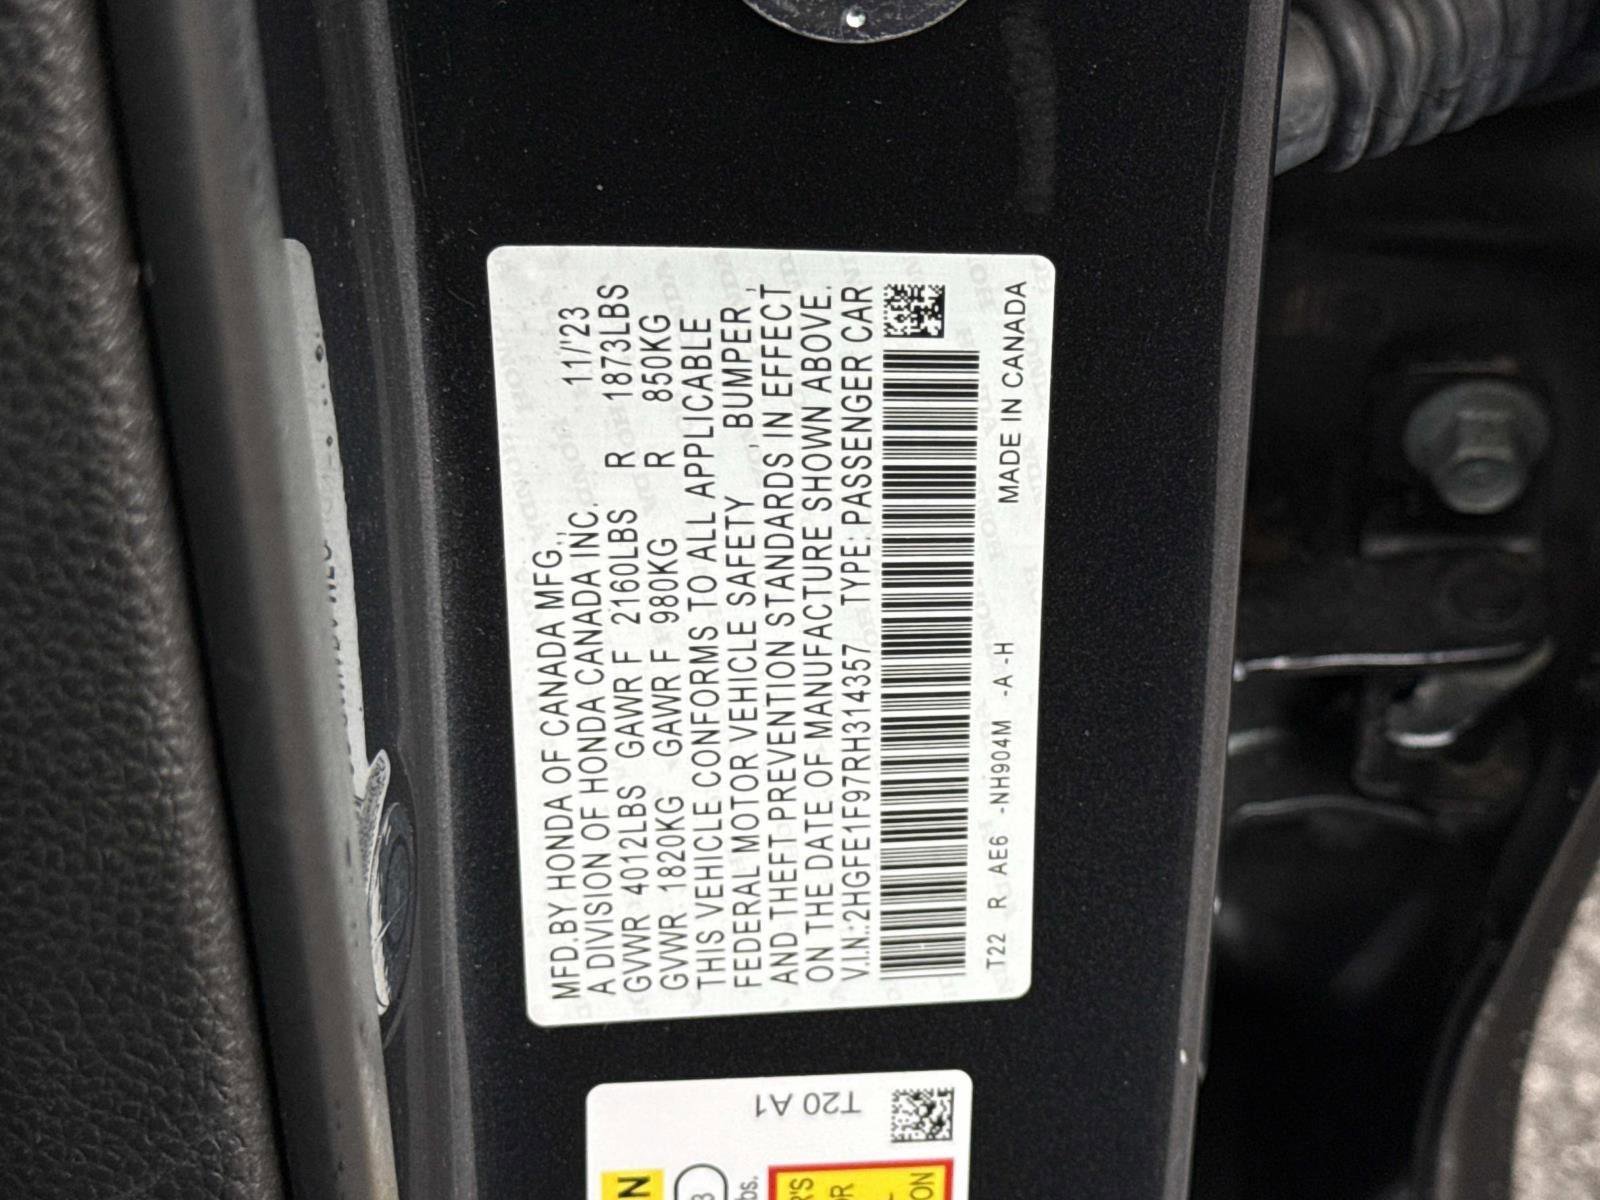 MFD.BY HONDA OF CANADA MFG., 11/'23
A DIVISION OF HONDA CANADA INC.
GVWR 4012LBS GAWR F 2160LBS R 1873LBS
GVWR 1820KG GAWR F 980KG R 850KG
THIS VEHICLE CONFORMS TO ALL APPLICABLE
FEDERAL MOTOR VEHICLE SAFETY , BUMPER ,
AND THEFT PREVENTION STANDARDS IN EFFECT
ON THE DATE OF MANUFACTURE SHOWN ABOVE.
V.I.N.:2HGFE1F97RH314357 TYPE:PASSENGER CAR
T22 R AE6 -NH904M -A -H MADE IN CANADA
T20 A1